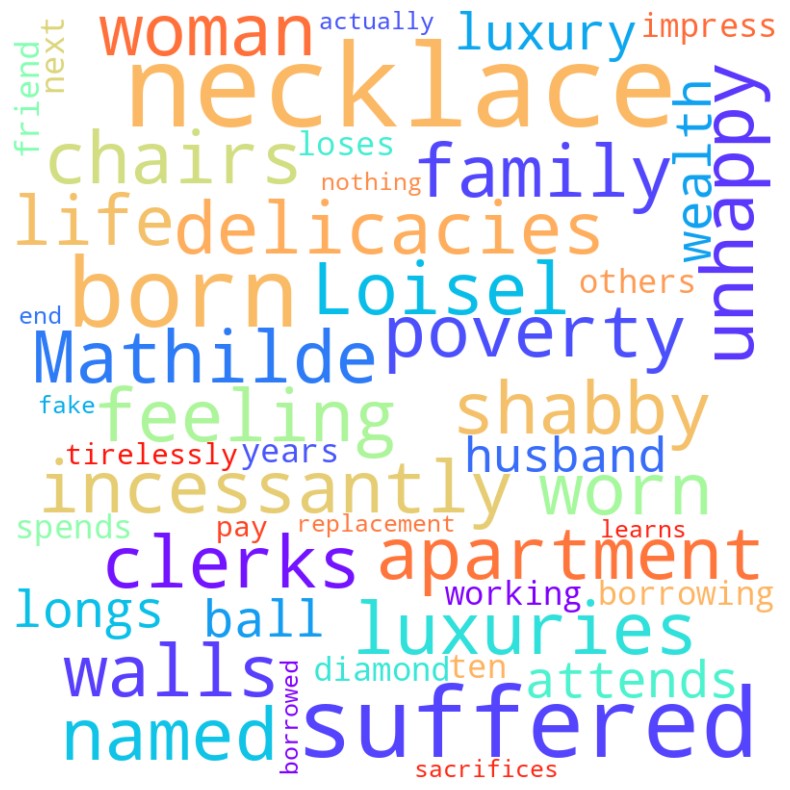 woman actually luxury impress
friend next necklace
chairs loses family wealth unhappy
nothing
life delicacies
born Loisel others
end Mathilde poverty
fake feeling shabby
tirelessly years husband
incessantly worn
spends pay replacement learns
clerks apartment
longs ball working borrowing
luxuries
walls borrowed diamond ten attends
named suffered
sacrifices